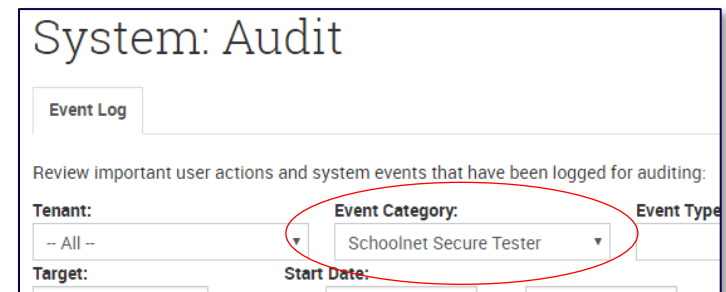 System: Audit
Event Log
Review important user actions and system events that have been logged for auditing:
Tenant: Event Category: Event Type
-- All -- Schoolnet Secure Tester
Target: Start Date: